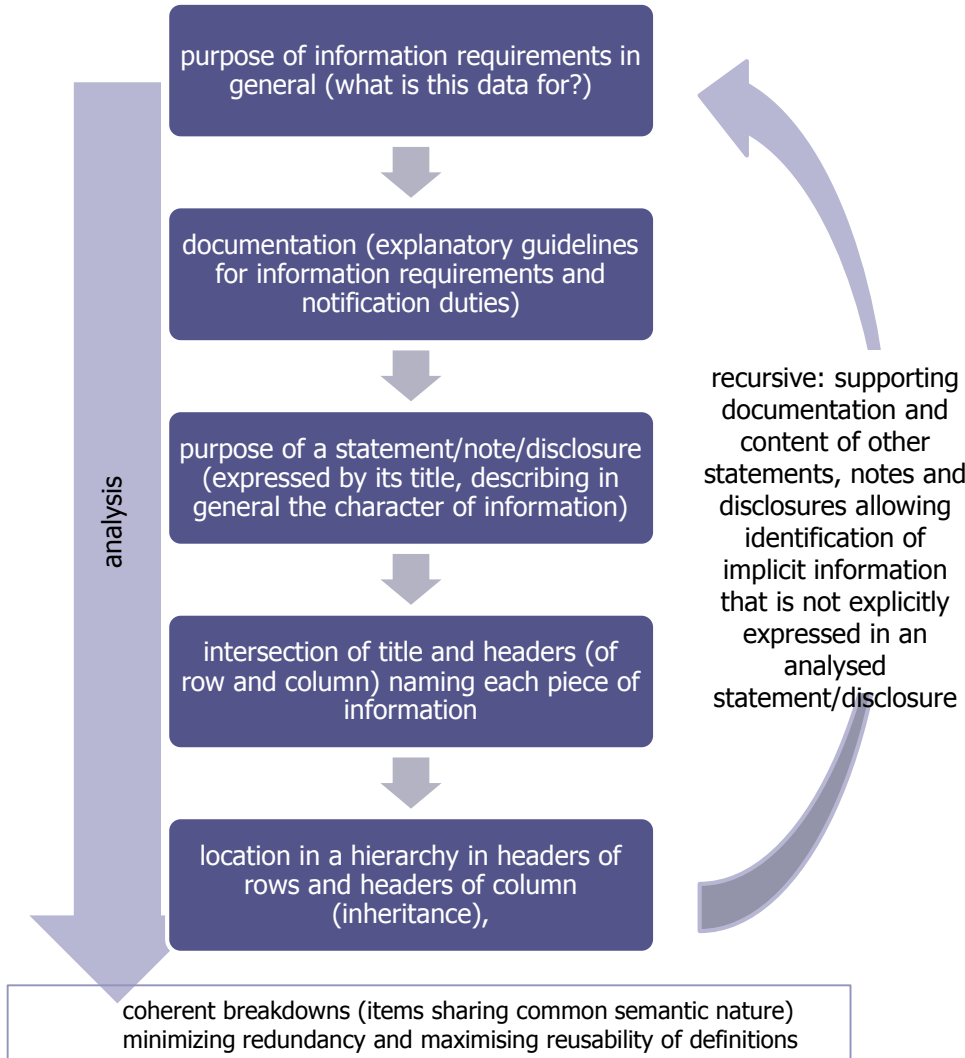 purpose of information requirements in
general (what is this data for?)
documentation (explanatory guidelines
for information requirements and
notification duties)
purpose of a statement/note/disclosure
(expressed by its title, describing in
general the character of information)
intersection of title and headers (of
row and column) naming each piece of
information
location in a hierarchy in headers of
rows and headers of column
(inheritance),
analysis
recursive: supporting
documentation and
content of other
statements, notes and
disclosures allowing
identification of
implicit information
that is not explicitly
expressed in an
analysed
statement/disclosure
coherent breakdowns (items sharing common semantic nature)
minimizing redundancy and maximising reusability of definitions